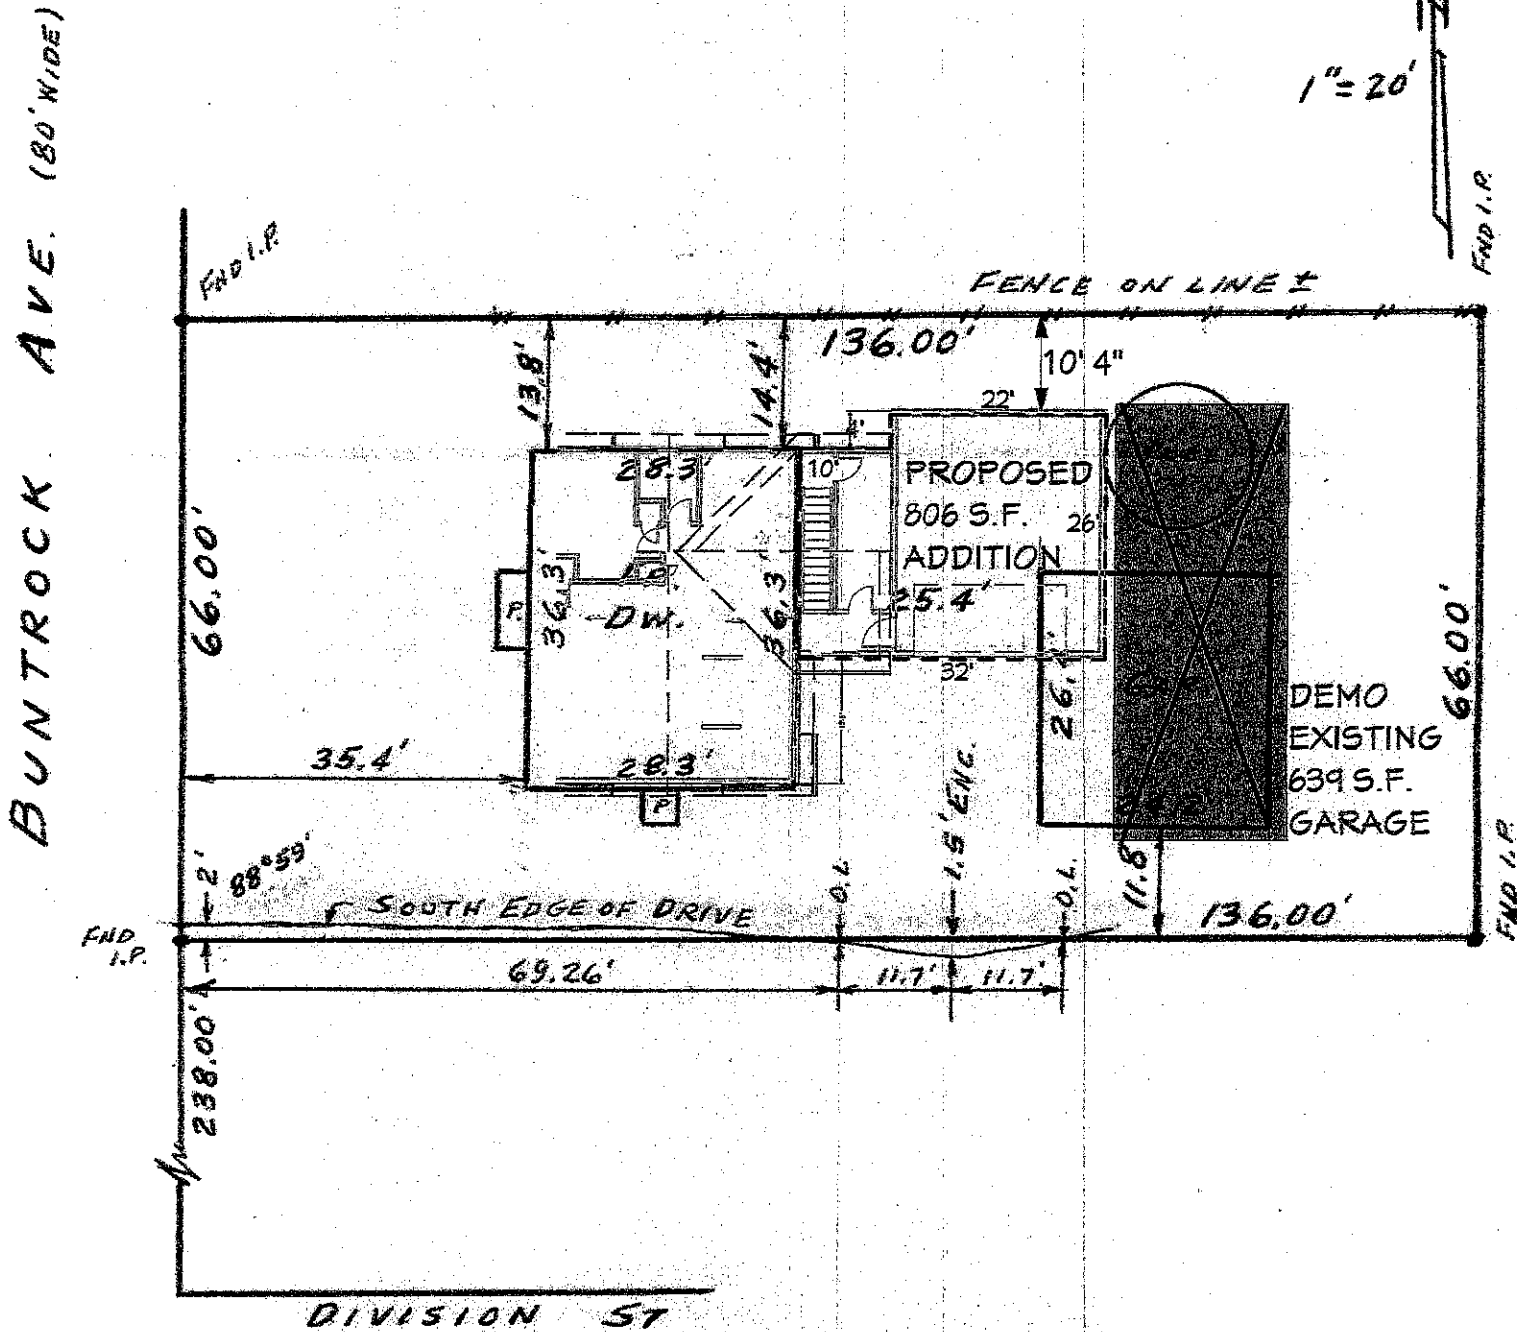 BUNTROCK AVE. (80' WIDE)
1"= 20'
FND I.P.
FND I.P.
FENCE ON LINE ±
136.00'
13.8'
14.4'
10' 4"
22'
4'
28.3'
10'
PROPOSED
806 S.F.
ADDITION
26'
66.00'
36.3'
DW.
36.3'
P.
25.4'
32'
66.00'
DEMO
EXISTING
639 S.F.
GARAGE
35.4'
28.3'
P
2'
88°59'
SOUTH EDGE OF DRIVE
O.L.
1.5' ENC.
O.L.
11.8
136.00'
FND
I.P.
FND I.P.
69.26'
11.7'
11.7'
238.00'
DIVISION ST